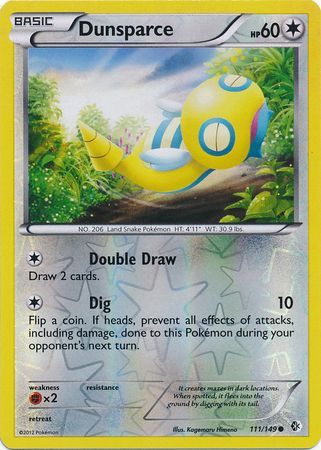 BASIC
Dunsparce
HP60
NO. 206 Land Snake Pokémon HT: 4'11" WT: 30.9 lbs.
Double Draw
Draw 2 cards.
Dig 10
Flip a coin. If heads, prevent all effects of attacks,
including damage, done to this Pokémon during your
opponent's next turn.
weakness
resistance
×2
It creates mazes in dark locations.
When spotted, it flees into the
ground by digging with its tail.
retreat
©2012 Pokémon
Illus. Kagemaru Himeno
111/149